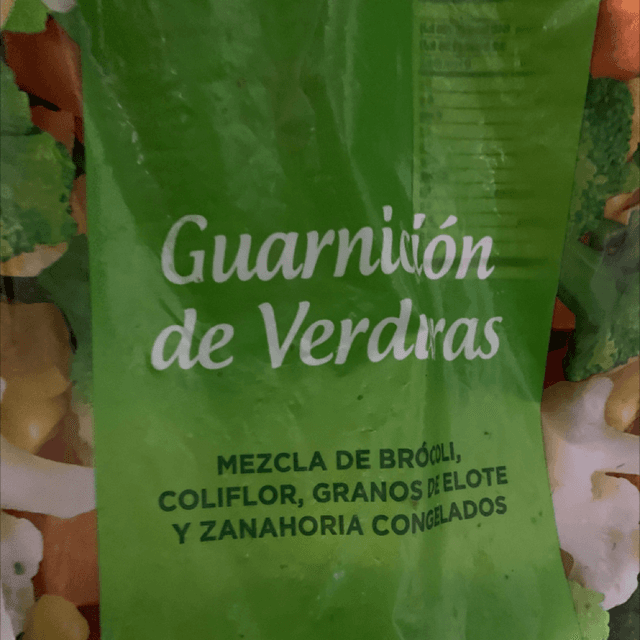 Guarnición
de Verduras
MEZCLA DE BRÓCOLI,
COLIFLOR, GRANOS DE ELOTE
Y ZANAHORIA CONGELADOS